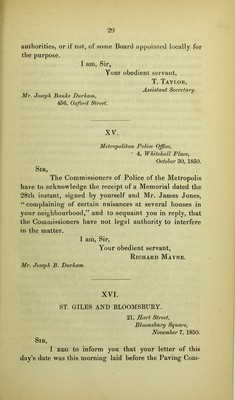 29
authorities, or if not, of some Board appointed locally for
the purpose.
I am, Sir,
Your obedient servant,
T. Taylor,
Assistant Secretary.
Mr. Joseph Banks Durham,
456, Oxford Street.
XV.
Metropolitan Police Office,
4, Whitehall Place,
October 30, 1850.
Sir,
The Commissioners of Police of the Metropolis
have to acknowledge the receipt of a Memorial dated the
28th instant, signed by yourself and Mr. James Jones,
“complaining of certain nuisances at several houses in
your neighbourhood,” and to acquaint you in reply, that
the Commissioners have not legal authority to interfere
in the matter.
I am, Sir,
Your obedient servant,
Richard Mayne.
Mr. Joseph B. Durham.
XVI.
ST. GILES AND BLOOMSBURY.
21, Hart Street,
Bloomsbury Square,
November 7, 1850.
Sir,
I beg to inform you that your letter of this
day's date was this morning laid before the Paving Com-